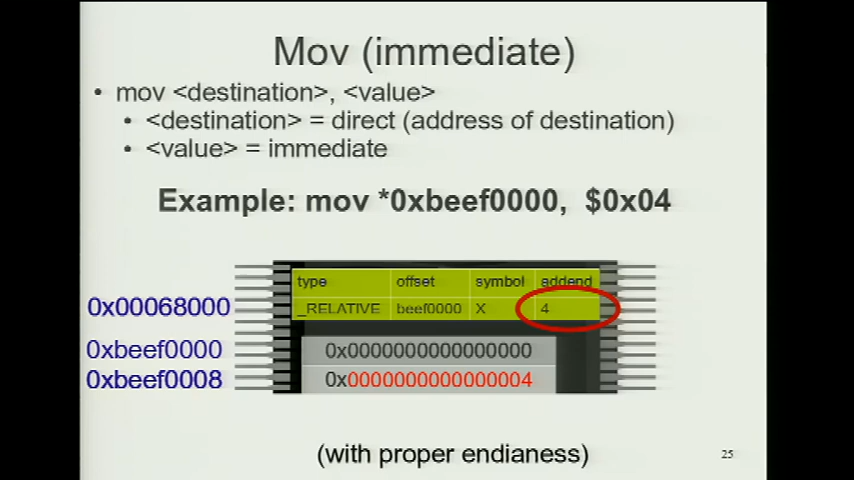 Mov (immediate)
• mov <destination>, <value>
• <destination> = direct (address of destination)
• <value> = immediate
Example: mov *0xbeef0000, $0x04
type offset symbol addend
0x00068000 _RELATIVE beef0000 X 4
0xbeef0000 0x0000000000000000
0xbeef0008 0x0000000000000004
(with proper endianess)
25